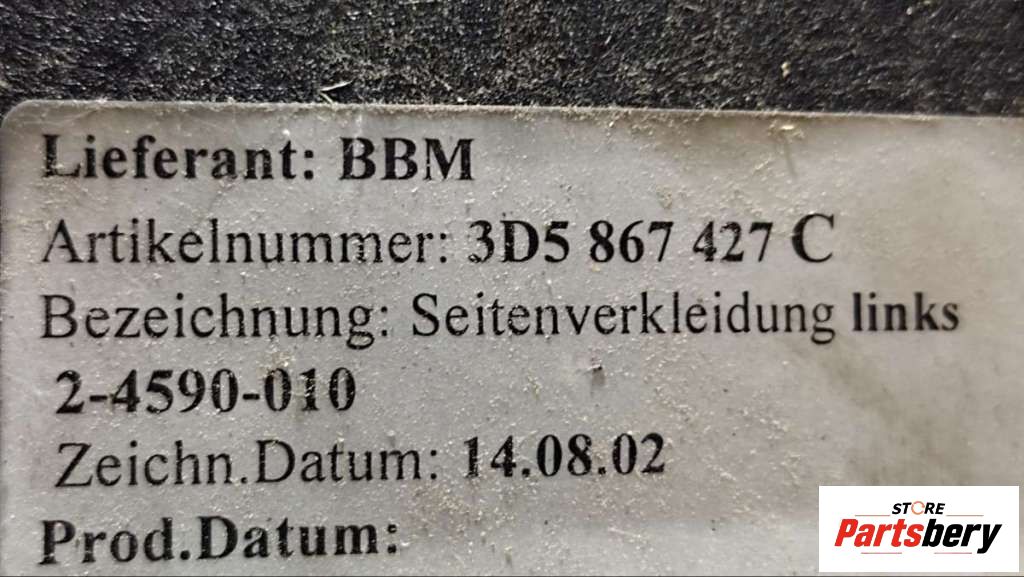 Lieferant: BBM
Artikelnummer: 3D5 867 427 C
Bezeichnung: Seitenverkleidung links
2-4590-010
Zeichn.Datum: 14.08.02
Prod.Datum:
STORE
Partsbery